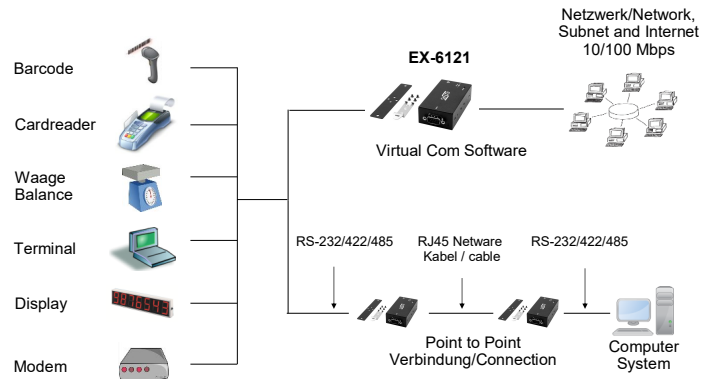 Netzwerk/Network,
Subnet and Internet
10/100 Mbps
EX-6121
Barcode
Cardreader
Virtual Com Software
Waage
Balance
Terminal
RS-232/422/485
RJ45 Netware
Kabel / cable
RS-232/422/485
Display
9876543
Point to Point
Verbindung/Connection
Computer
System
Modem